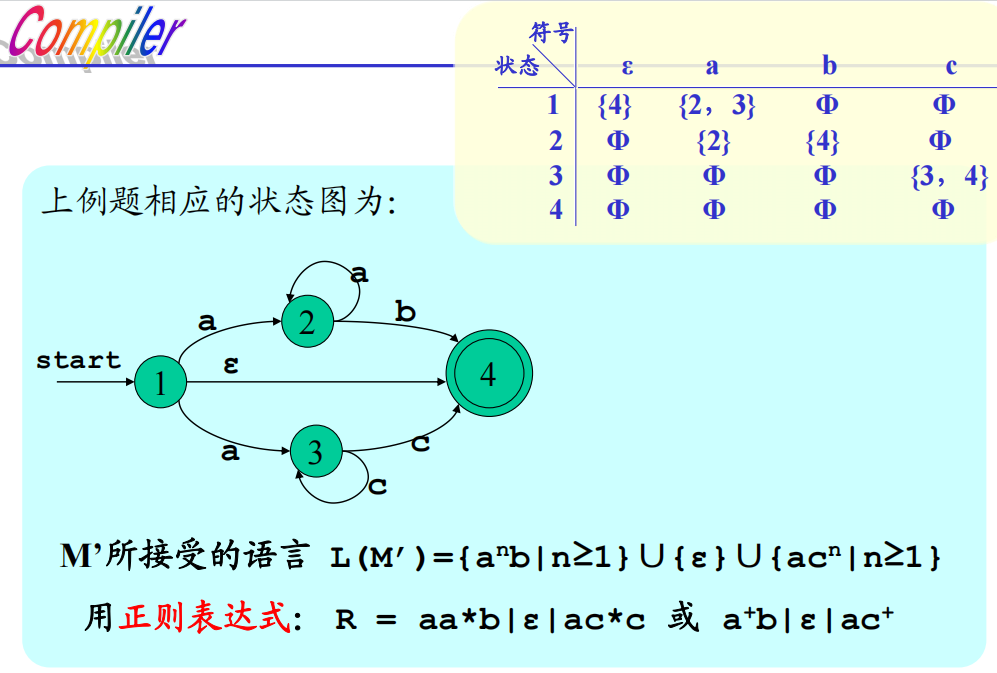 Compiler
符号
状态 ε a b c
1 {4} {2，3} Φ Φ
2 Φ {2} {4} Φ
3 Φ Φ Φ {3，4}
4 Φ Φ Φ Φ
上例题相应的状态图为:
a
a 2 b
start 1 ε 4
a 3 c
c
M’所接受的语言 L(M’)={aⁿb|n≥1}∪{ε}∪{acⁿ|n≥1}
用正则表达式: R = aa*b|ε|ac*c 或 a⁺b|ε|ac⁺